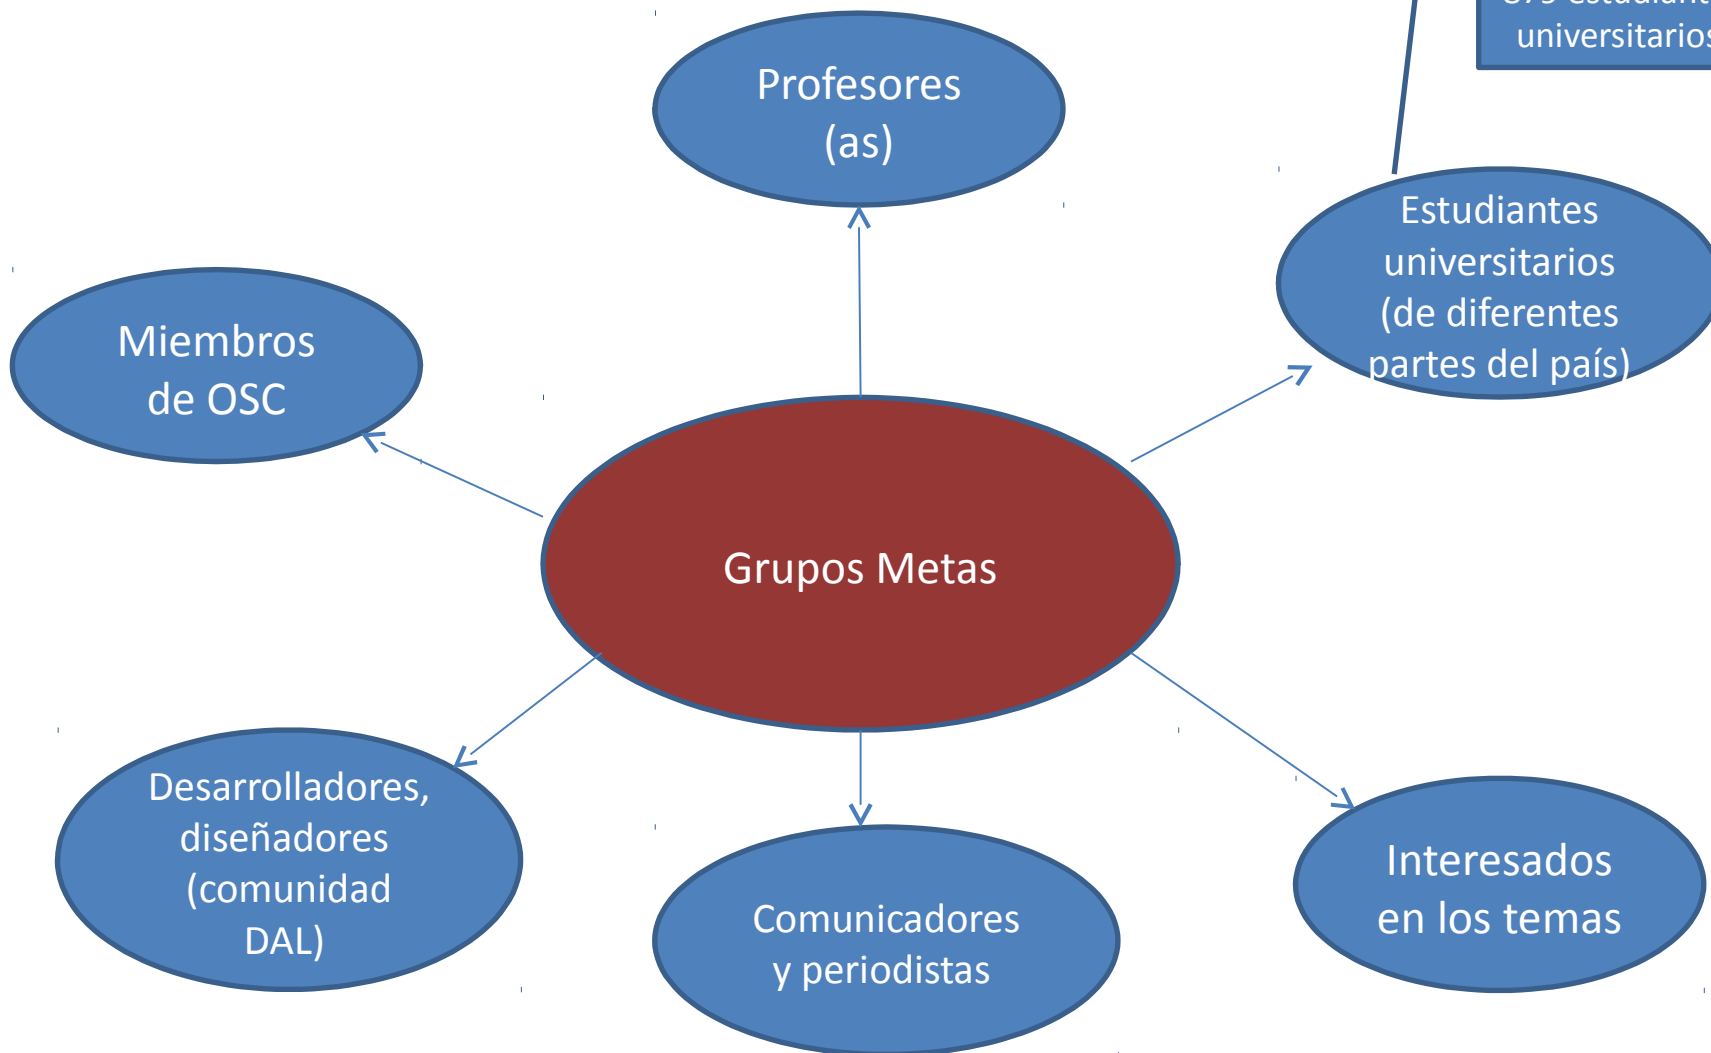 universitarios
Profesores
(as)
Estudiantes
universitarios
(de diferentes
partes del país)
Miembros
de OSC
Grupos Metas
Desarrolladores,
diseñadores
(comunidad
DAL)
Comunicadores
y periodistas
Interesados
en los temas